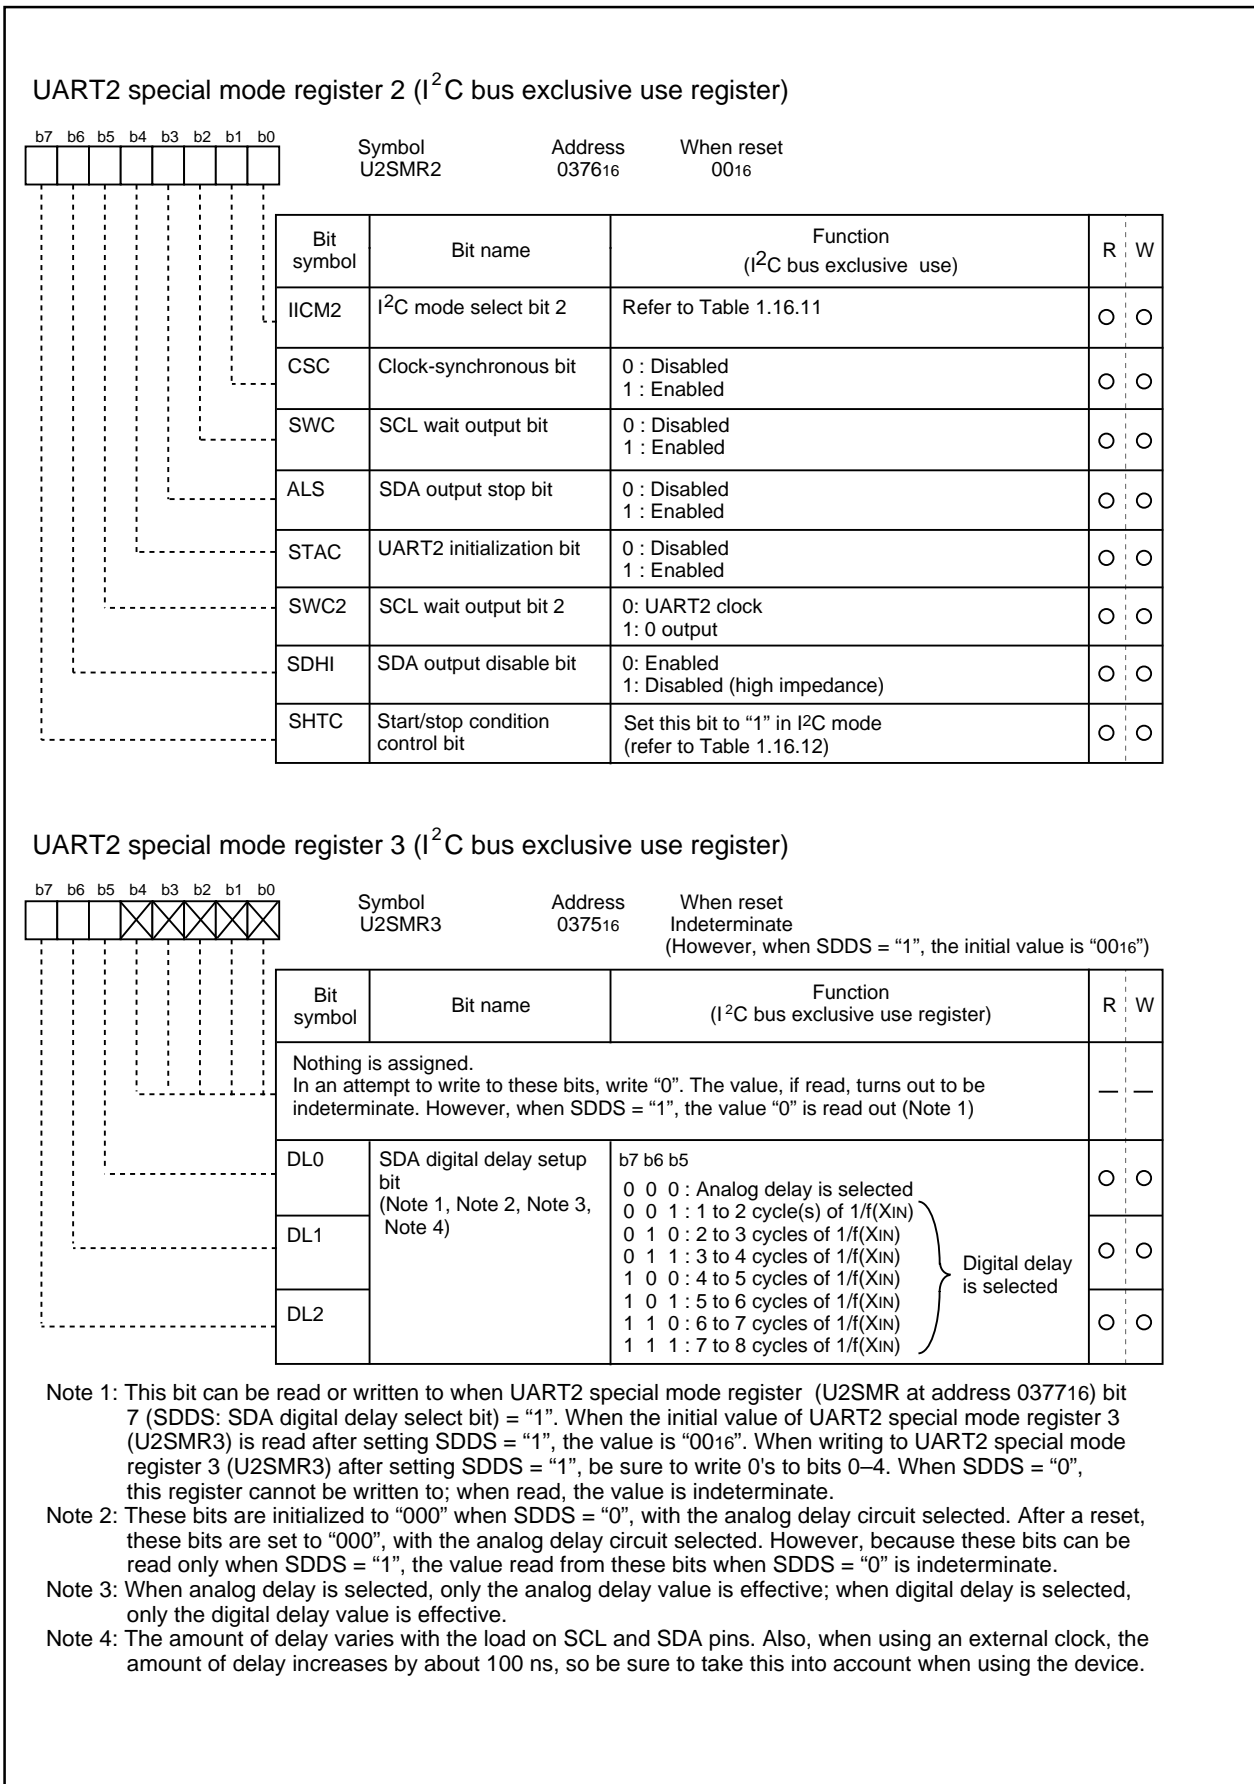 UART2 special mode register 2 (I2C bus exclusive use register)
b7 b6 b5 b4 b3 b2 b1 b0
Symbol Address When reset
U2SMR2 037616 0016
Bit symbol Bit name Function (I2C bus exclusive use) R W
IICM2 I2C mode select bit 2 Refer to Table 1.16.11
CSC Clock-synchronous bit 0 : Disabled
1 : Enabled
SWC SCL wait output bit 0 : Disabled
1 : Enabled
ALS SDA output stop bit 0 : Disabled
1 : Enabled
STAC UART2 initialization bit 0 : Disabled
1 : Enabled
SWC2 SCL wait output bit 2 0: UART2 clock
1: 0 output
SDHI SDA output disable bit 0: Enabled
1: Disabled (high impedance)
SHTC Start/stop condition Set this bit to “1” in I2C mode
control bit (refer to Table 1.16.12)
UART2 special mode register 3 (I2C bus exclusive use register)
b7 b6 b5 b4 b3 b2 b1 b0
Symbol Address When reset
U2SMR3 037516 Indeterminate
(However, when SDDS = “1”, the initial value is “0016”)
Bit symbol Bit name Function (I2C bus exclusive use register) R W
Nothing is assigned.
In an attempt to write to these bits, write “0”. The value, if read, turns out to be
indeterminate. However, when SDDS = “1”, the value “0” is read out (Note 1)
— —
DL0 SDA digital delay setup b7 b6 b5
bit
(Note 1, Note 2, Note 3,
Note 4)
0 0 0 : Analog delay is selected
0 0 1 : 1 to 2 cycle(s) of 1/f(XIN)
DL1 0 1 0 : 2 to 3 cycles of 1/f(XIN)
0 1 1 : 3 to 4 cycles of 1/f(XIN)
1 0 0 : 4 to 5 cycles of 1/f(XIN)
1 0 1 : 5 to 6 cycles of 1/f(XIN)
DL2 1 1 0 : 6 to 7 cycles of 1/f(XIN)
1 1 1 : 7 to 8 cycles of 1/f(XIN)
Digital delay
is selected
Note 1: This bit can be read or written to when UART2 special mode register (U2SMR at address 037716) bit
7 (SDDS: SDA digital delay select bit) = “1”. When the initial value of UART2 special mode register 3
(U2SMR3) is read after setting SDDS = “1”, the value is “0016”. When writing to UART2 special mode
register 3 (U2SMR3) after setting SDDS = “1”, be sure to write 0's to bits 0–4. When SDDS = “0”,
this register cannot be written to; when read, the value is indeterminate.
Note 2: These bits are initialized to “000” when SDDS = “0”, with the analog delay circuit selected. After a reset,
these bits are set to “000”, with the analog delay circuit selected. However, because these bits can be
read only when SDDS = “1”, the value read from these bits when SDDS = “0” is indeterminate.
Note 3: When analog delay is selected, only the analog delay value is effective; when digital delay is selected,
only the digital delay value is effective.
Note 4: The amount of delay varies with the load on SCL and SDA pins. Also, when using an external clock, the
amount of delay increases by about 100 ns, so be sure to take this into account when using the device.